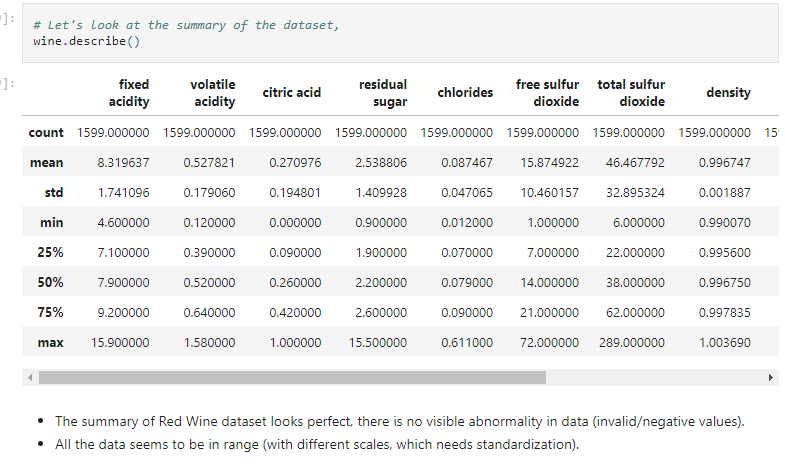 ]:
# Let's look at the summary of the dataset,
wine.describe()
]:
fixed acidity volatile acidity citric acid residual sugar chlorides free sulfur dioxide total sulfur dioxide density
count 1599.000000 1599.000000 1599.000000 1599.000000 1599.000000 1599.000000 1599.000000 1599.000000 15
mean 8.319637 0.527821 0.270976 2.538806 0.087467 15.874922 46.467792 0.996747
std 1.741096 0.179060 0.194801 1.409928 0.047065 10.460157 32.895324 0.001887
min 4.600000 0.120000 0.000000 0.900000 0.012000 1.000000 6.000000 0.990070
25% 7.100000 0.390000 0.090000 1.900000 0.070000 7.000000 22.000000 0.995600
50% 7.900000 0.520000 0.260000 2.200000 0.079000 14.000000 38.000000 0.996750
75% 9.200000 0.640000 0.420000 2.600000 0.090000 21.000000 62.000000 0.997835
max 15.900000 1.580000 1.000000 15.500000 0.611000 72.000000 289.000000 1.003690
• The summary of Red Wine dataset looks perfect, there is no visible abnormality in data (invalid/negative values).
• All the data seems to be in range (with different scales, which needs standardization).